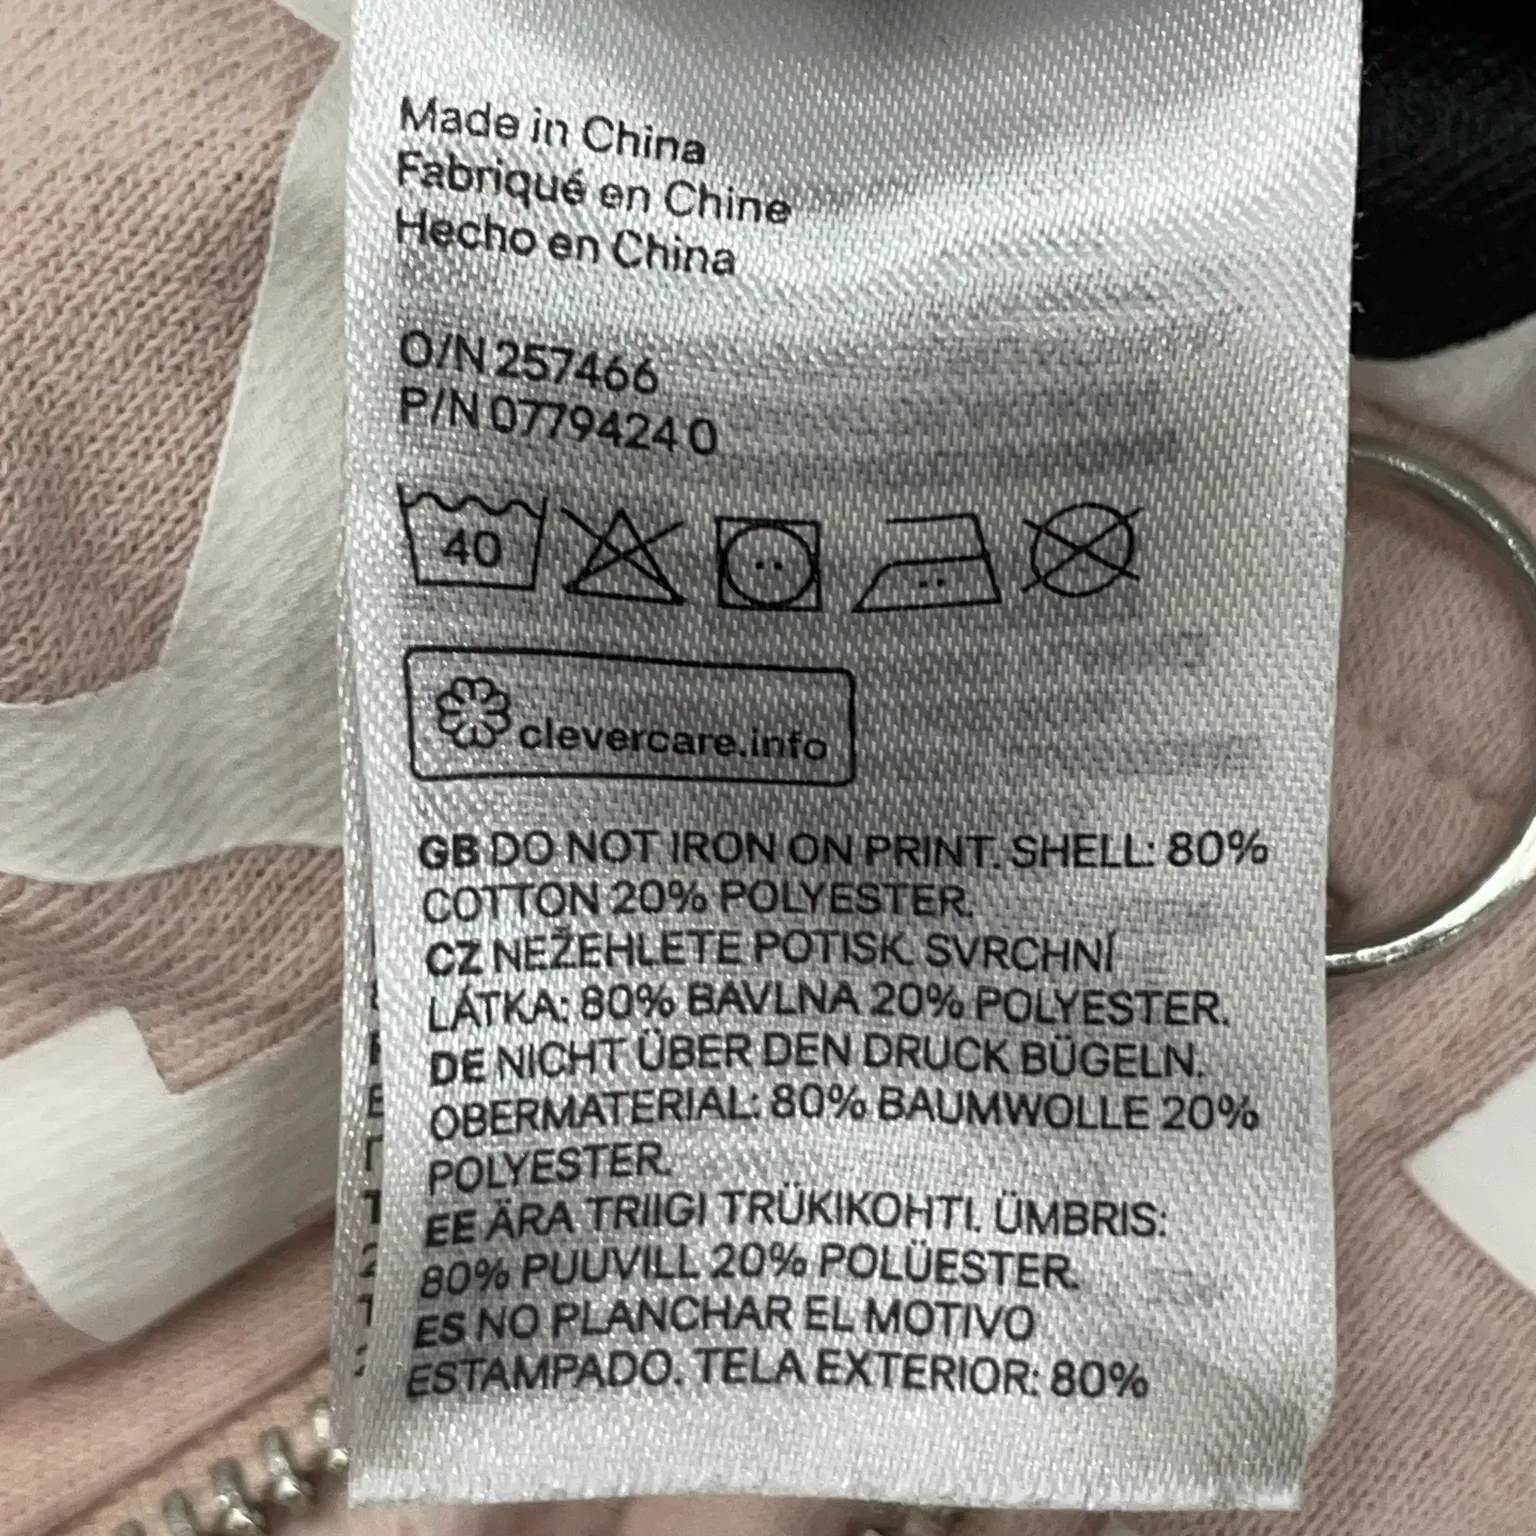 Made in China
Fabriqué en Chine
Hecho en China
O/N 257466
P/N 07794240
40
clevercare.info
GB DO NOT IRON ON PRINT. SHELL: 80%
COTTON 20% POLYESTER.
CZ NEŽEHLETE POTISK. SVRCHNÍ
LÁTKA: 80% BAVLNA 20% POLYESTER.
DE NICHT ÜBER DEN DRUCK BÜGELN.
OBERMATERIAL: 80% BAUMWOLLE 20%
POLYESTER.
EE ÄRA TRIIGI TRÜKIKOHTI. ÜMBRIS:
80% PUUVILL 20% POLÜESTER.
ES NO PLANCHAR EL MOTIVO
ESTAMPADO. TELA EXTERIOR: 80%